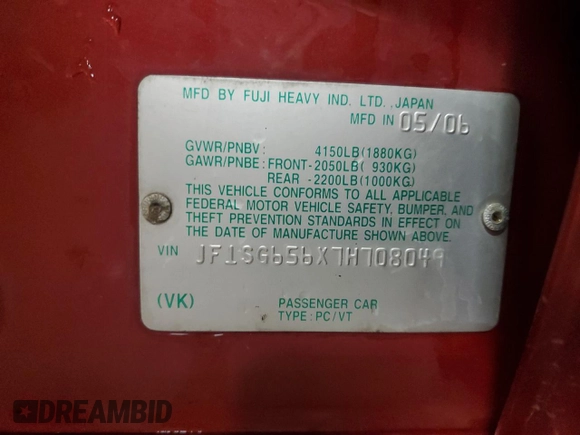 MFD BY FUJI HEAVY IND. LTD., JAPAN
MFD IN 05/06
GVWR/PNBV: 4150LB(1880KG)
GAWR/PNBE: FRONT-2050LB( 930KG)
REAR -2200LB(1000KG)
THIS VEHICLE CONFORMS TO ALL APPLICABLE
FEDERAL MOTOR VEHICLE SAFETY, BUMPER, AND
THEFT PREVENTION STANDARDS IN EFFECT ON
THE DATE OF MANUFACTURE SHOWN ABOVE.
VIN JF1SG656X7H708049
(VK) PASSENGER CAR
TYPE:PC/VT
DREAMBID